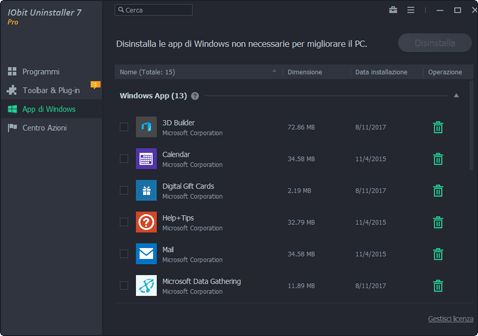 IObit Uninstaller 7
Pro
Cerca
Disinstalla le app di Windows non necessarie per migliorare il PC.
Disinstalla
Programmi
Toolbar & Plug-in
App di Windows
Centro Azioni
Nome (Totale: 15) Dimensione Data installazione Operazione
Windows App (13) ?
3D Builder
Microsoft Corporation
72.86 MB 8/11/2017
Calendar
Microsoft Corporation
34.58 MB 11/4/2015
Digital Gift Cards
Microsoft Corporation
2.19 MB 8/11/2017
Help+Tips
Microsoft Corporation
32.79 MB 11/4/2015
Mail
Microsoft Corporation
34.58 MB 11/4/2015
Microsoft Data Gathering
Microsoft Corporation
11.89 MB 8/11/2017
Gestisci licenza